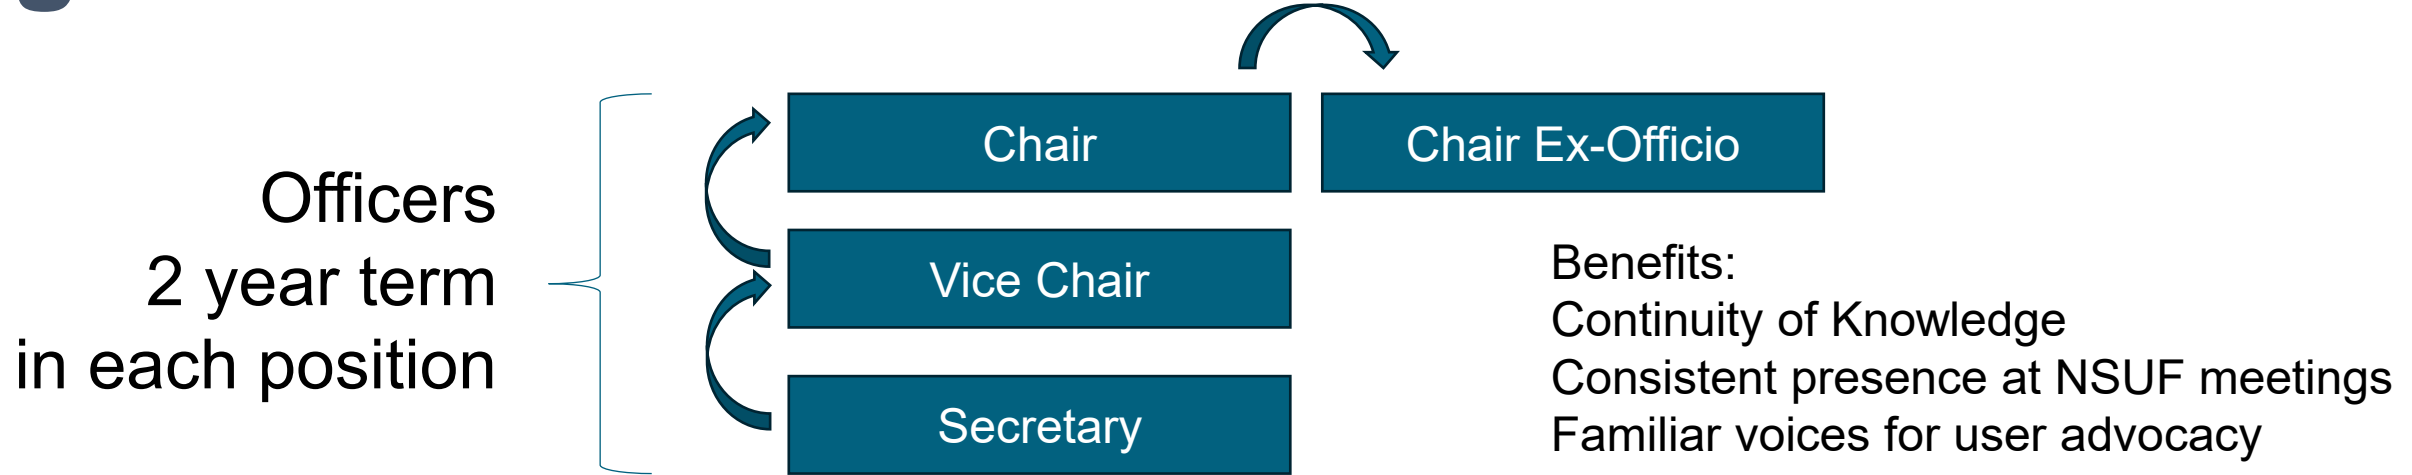 Officers
2 year term
in each position
Chair
Chair Ex-Officio
Vice Chair
Secretary
Benefits:
Continuity of Knowledge
Consistent presence at NSUF meetings
Familiar voices for user advocacy